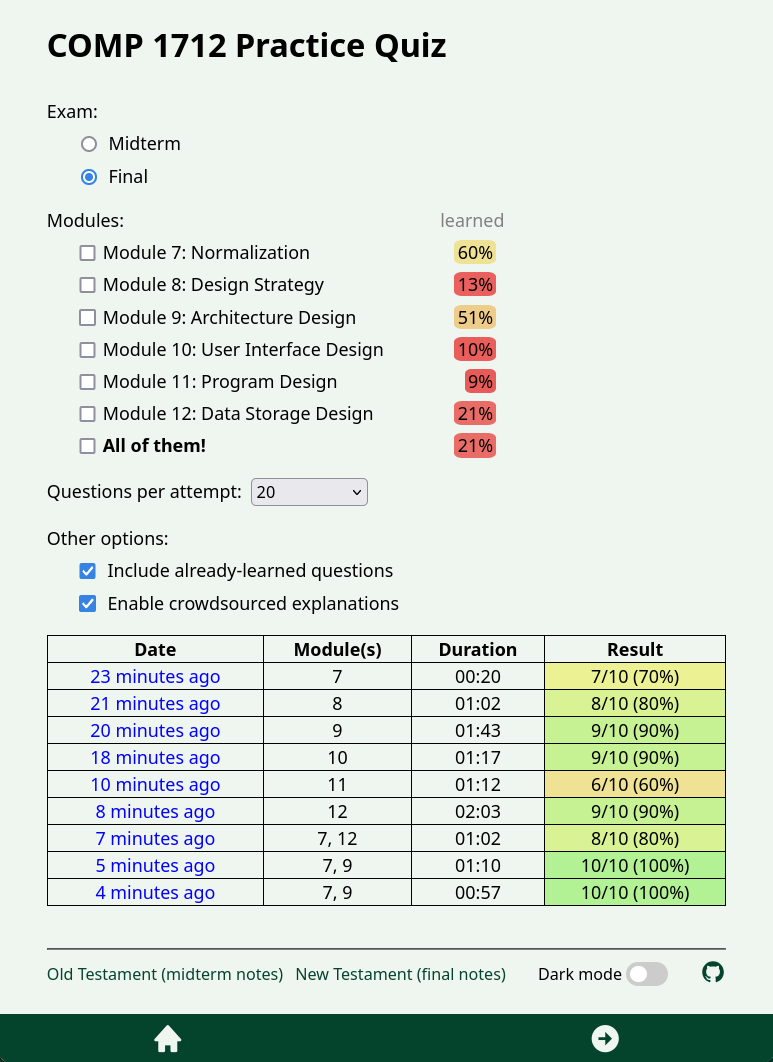 COMP 1712 Practice Quiz
Exam:
Midterm
Final
Modules: learned
Module 7: Normalization 60%
Module 8: Design Strategy 13%
Module 9: Architecture Design 51%
Module 10: User Interface Design 10%
Module 11: Program Design 9%
Module 12: Data Storage Design 21%
All of them! 21%
Questions per attempt: 20
Other options:
Include already-learned questions
Enable crowdsourced explanations
Date Module(s) Duration Result
23 minutes ago 7 00:20 7/10 (70%)
21 minutes ago 8 01:02 8/10 (80%)
20 minutes ago 9 01:43 9/10 (90%)
18 minutes ago 10 01:17 9/10 (90%)
10 minutes ago 11 01:12 6/10 (60%)
8 minutes ago 12 02:03 9/10 (90%)
7 minutes ago 7, 12 01:02 8/10 (80%)
5 minutes ago 7, 9 01:10 10/10 (100%)
4 minutes ago 7, 9 00:57 10/10 (100%)
Old Testament (midterm notes) New Testament (final notes) Dark mode